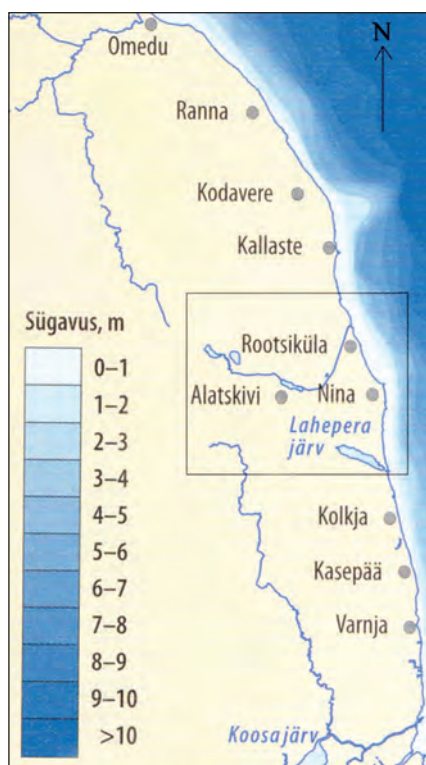 N
Omedu
Ranna
Kodavere
Kallaste
Sügavus, m
0–1
1–2
2–3
3–4
4–5
5–6
6–7
7–8
8–9
9–10
>10
Rootsiküla
Alatskivi
Nina
Lahepera
järv
Kolkja
Kasepää
Varnja
Koosajärv